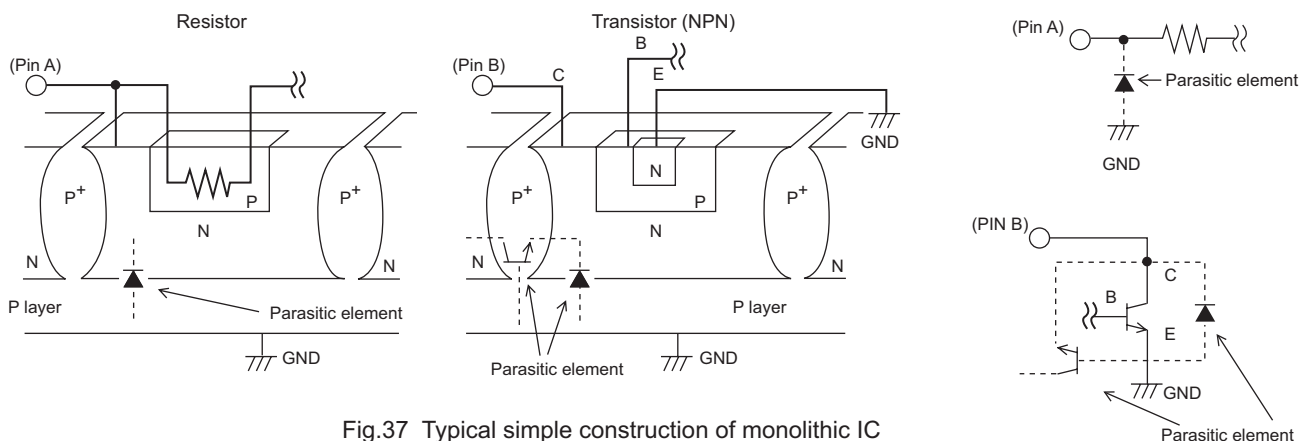 Resistor
(Pin A)
P+
P+
P
N
N
N
P layer
Parasitic element
GND
Transistor (NPN)
(Pin B)
C
B
E
GND
P+
P+
N
P
N
N
N
P layer
Parasitic element
GND
(Pin A)
Parasitic element
GND
(PIN B)
C
B
E
GND
Parasitic element
Fig.37 Typical simple construction of monolithic IC